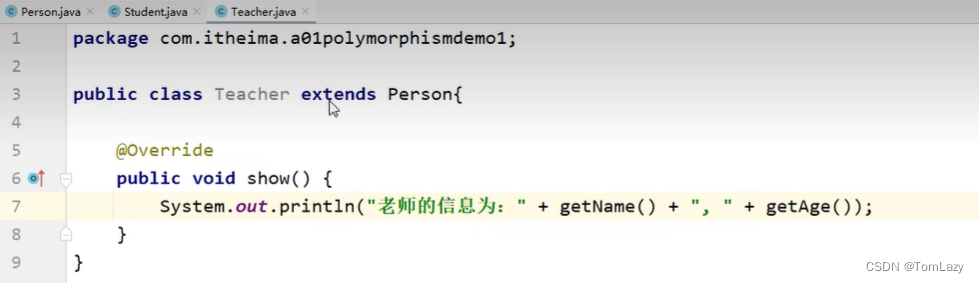 Person.java Student.java Teacher.java
1 package com.itheima.a01polymorphismdemo1;
2
3 public class Teacher extends Person{
4
5 @Override
6 public void show() {
7 System.out.println("老师的信息为：" + getName() + ", " + getAge());
8 }
9 }
CSDN @TomLazy